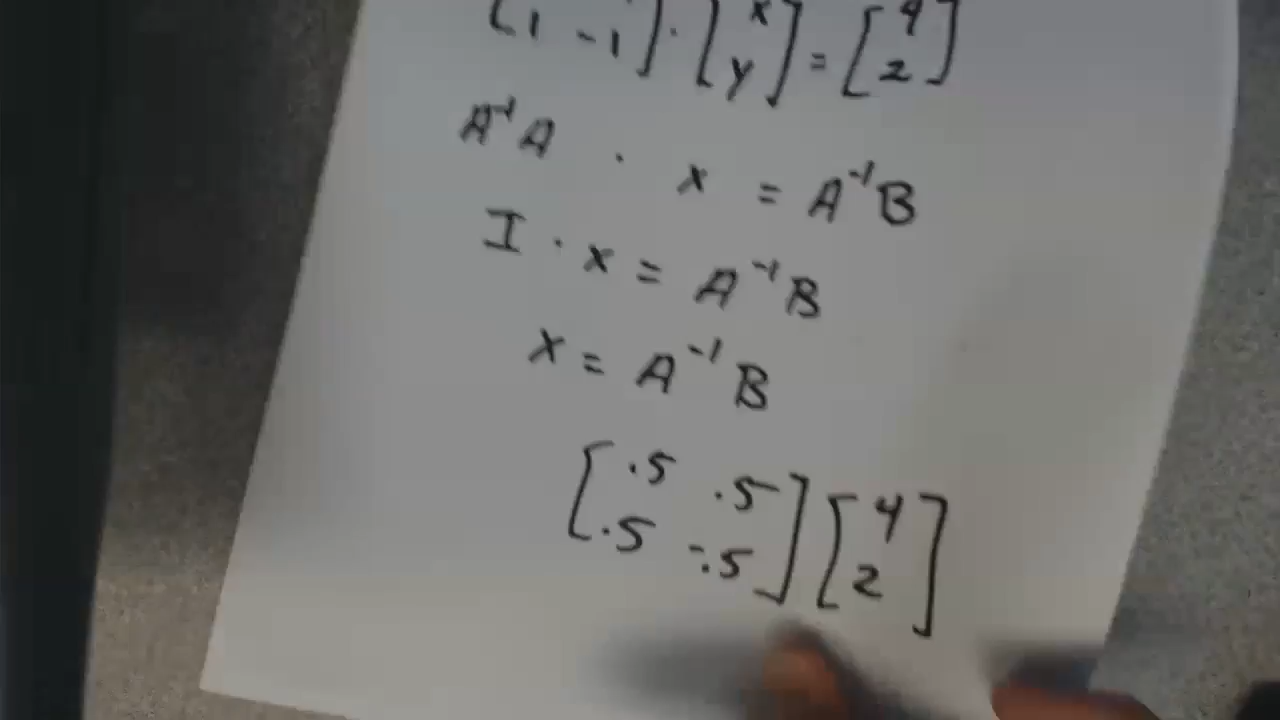 [1 -1] · [x y] = [4 2]
A⁻¹A · x = A⁻¹B
I · x = A⁻¹B
x = A⁻¹B
[.5 .5] [4]
[.5 -.5] [2]